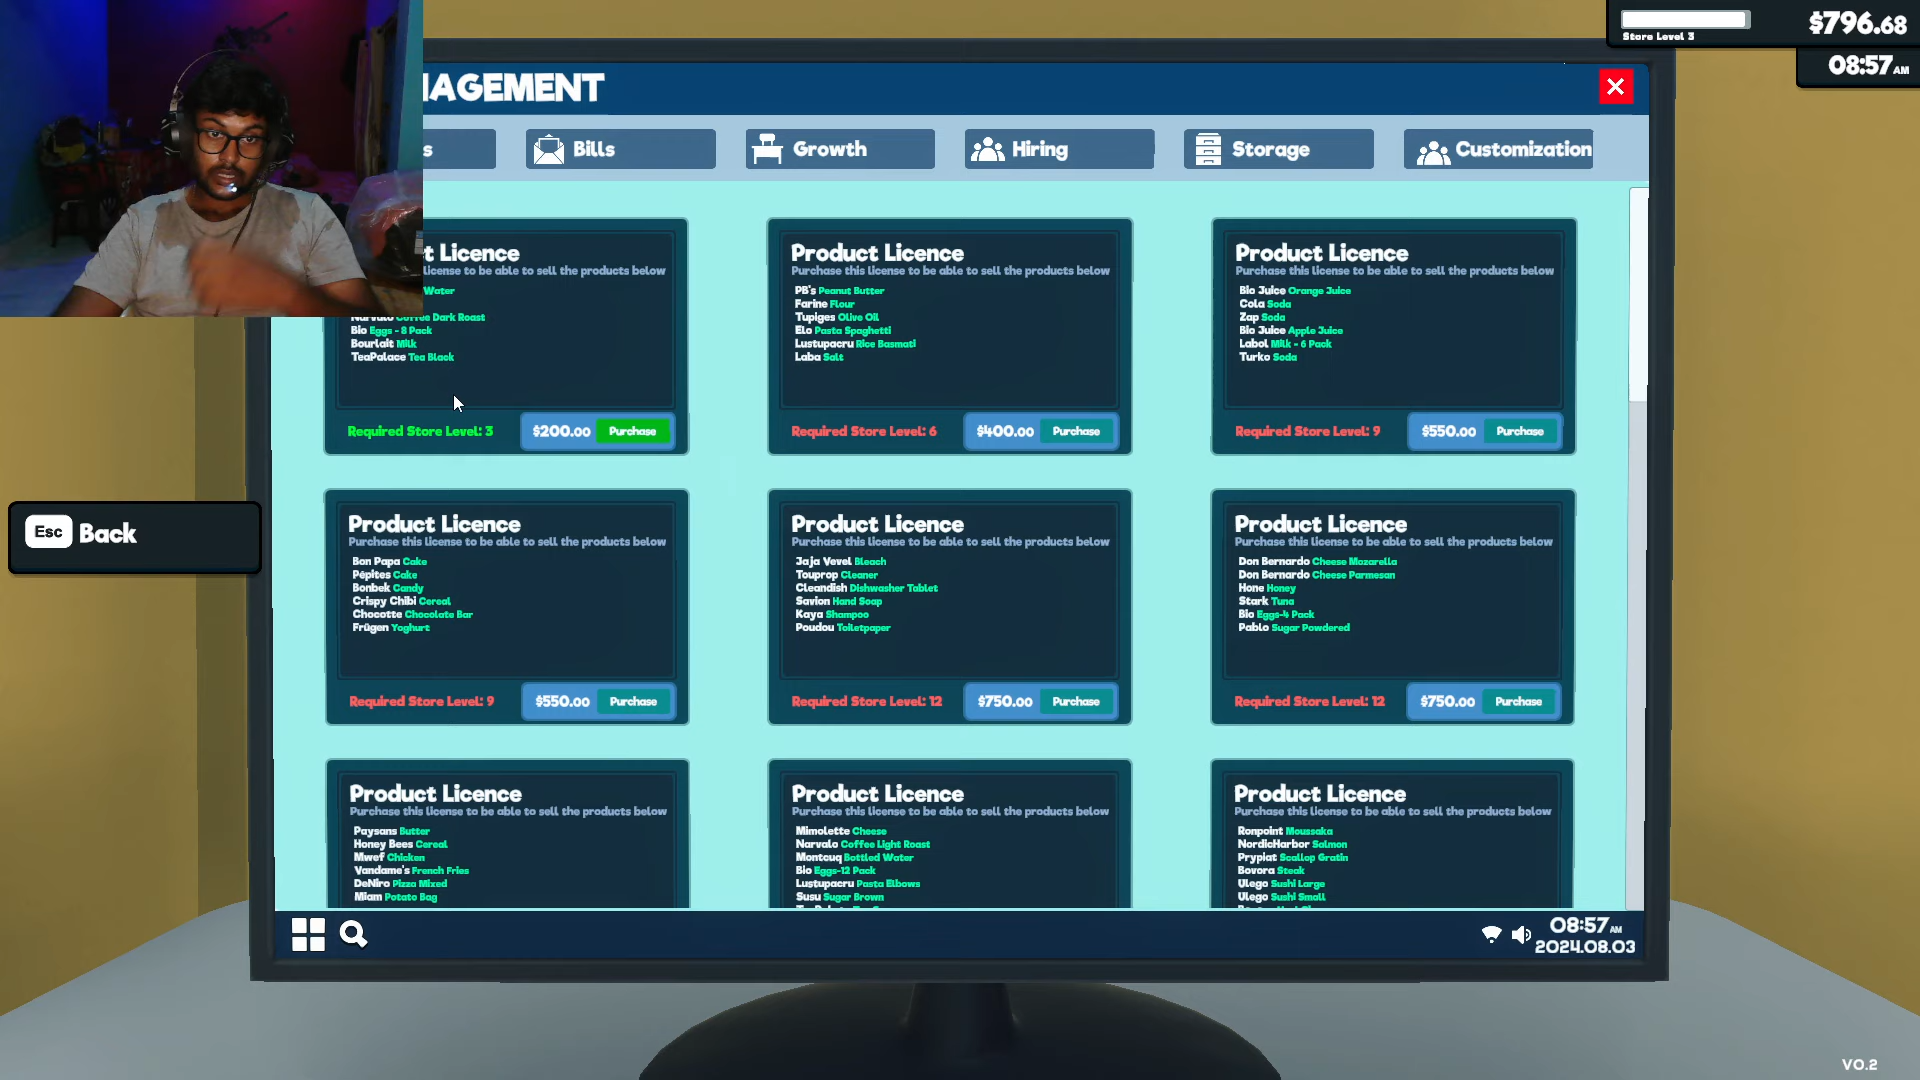 $796.68
Store Level 3
08:57 AM
AGEMENT
s
Bills
Growth
Hiring
Storage
Customization
t Licence
license to be able to sell the products below
Water
Coffee Dark Roast
Bio Eggs - 8 Pack
Bourlait Milk
TeaPalace Tea Black
Required Store Level: 3
$200.00
Purchase
Product Licence
Purchase this license to be able to sell the products below
PB's Peanut Butter
Farine Flour
Tupiges Olive Oil
Elo Pasta Spaghetti
Lustupacru Rice Basmati
Laba Salt
Required Store Level: 6
$400.00
Purchase
Product Licence
Purchase this license to be able to sell the products below
Bio Juice Orange Juice
Cola Soda
Zap Soda
Bio Juice Apple Juice
Labol Milk - 6 Pack
Turko Soda
Required Store Level: 9
$550.00
Purchase
Esc Back
Product Licence
Purchase this license to be able to sell the products below
Bon Papa Cake
Pépites Cake
Bonbek Candy
Crispy Chibi Cereal
Chocotte Chocolate Bar
Frügen Yoghurt
Required Store Level: 9
$550.00
Purchase
Product Licence
Purchase this license to be able to sell the products below
Jaja Vevel Bleach
Touprop Cleaner
Cleandish Dishwasher Tablet
Savion Hand Soap
Kaya Shampoo
Poudou Toiletpaper
Required Store Level: 12
$750.00
Purchase
Product Licence
Purchase this license to be able to sell the products below
Don Bernardo Cheese Mozarella
Don Bernardo Cheese Parmesan
Hone Honey
Stark Tuna
Bio Eggs-4 Pack
Pablo Sugar Powdered
Required Store Level: 12
$750.00
Purchase
Product Licence
Purchase this license to be able to sell the products below
Paysans Butter
Honey Bees Cereal
Mwef Chicken
Vandame's French Fries
DeNiro Pizza Mixed
Miam Potato Bag
Product Licence
Purchase this license to be able to sell the products below
Mimolette Cheese
Narvalo Coffee Light Roast
Montcuq Bottled Water
Bio Eggs-12 Pack
Lustupacru Pasta Elbows
Susu Sugar Brown
Product Licence
Purchase this license to be able to sell the products below
Ronpoint Moussaka
NordicHarbor Salmon
Prypiat Scallop Gratin
Bovora Steak
Ulego Sushi Large
Ulego Sushi Small
08:57 AM
2024.08.03
V0.2